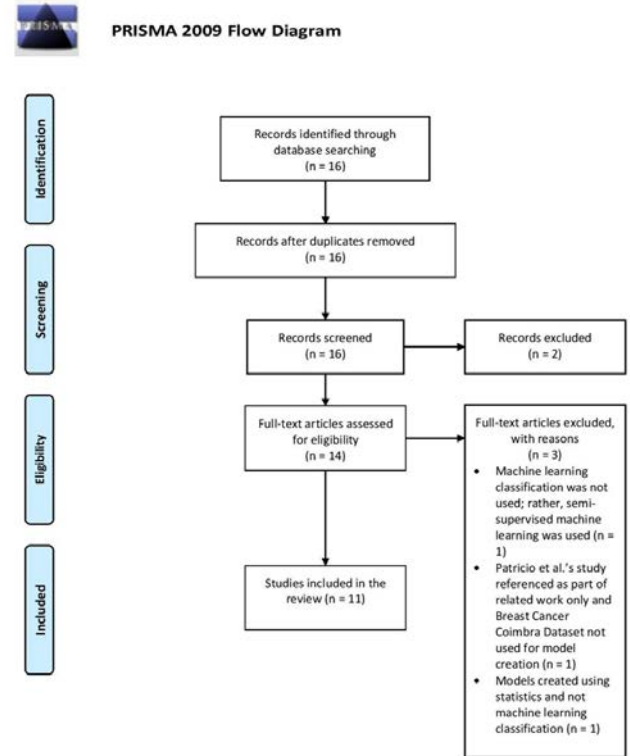 PRISMA
PRISMA 2009 Flow Diagram
Identification
Records identified through
database searching
(n = 16)
Records after duplicates removed
(n = 16)
Screening
Records screened
(n = 16)
Records excluded
(n = 2)
Eligibility
Full-text articles assessed
for eligibility
(n = 14)
Full-text articles excluded,
with reasons
(n = 3)
• Machine learning
classification was not
used; rather, semi-
supervised machine
learning was used (n =
1)
• Patricio et al.'s study
referenced as part of
related work only and
Breast Cancer
Coimbra Dataset not
used for model
creation (n = 1)
• Models created using
statistics and not
machine learning
classification (n = 1)
Included
Studies included in the
review (n = 11)